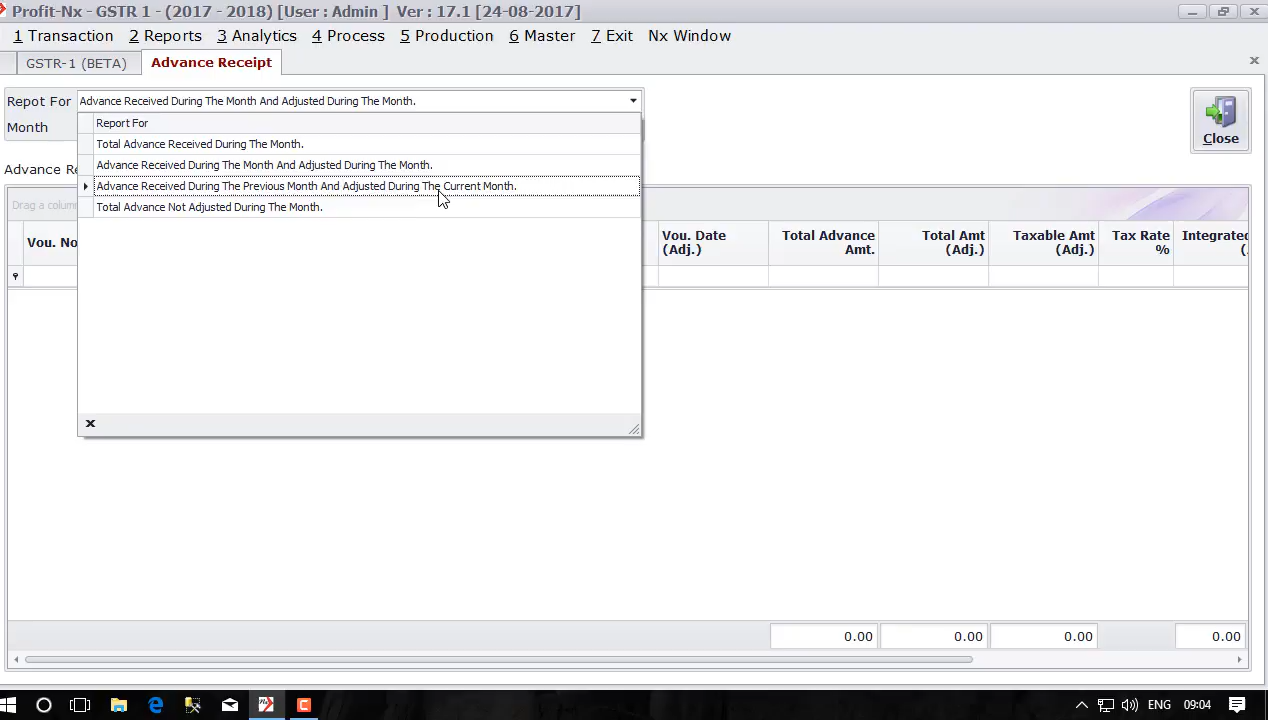 Profit-Nx - GSTR 1 - (2017 - 2018) [User : Admin ] Ver : 17.1 [24-08-2017]
1 Transaction 2 Reports 3 Analytics 4 Process 5 Production 6 Master 7 Exit Nx Window
GSTR-1 (BETA) Advance Receipt
Repot For Advance Received During The Month And Adjusted During The Month.
Month
Close
Report For
Total Advance Received During The Month.
Advance Received During The Month And Adjusted During The Month.
Advance Received During The Previous Month And Adjusted During The Current Month.
Total Advance Not Adjusted During The Month.
Advance Re
Drag a colum
Vou. No
Vou. Date (Adj.)
Total Advance Amt.
Total Amt (Adj.)
Taxable Amt (Adj.)
Tax Rate %
Integrated (.
0.00 0.00 0.00 0.00
ENG 09:04